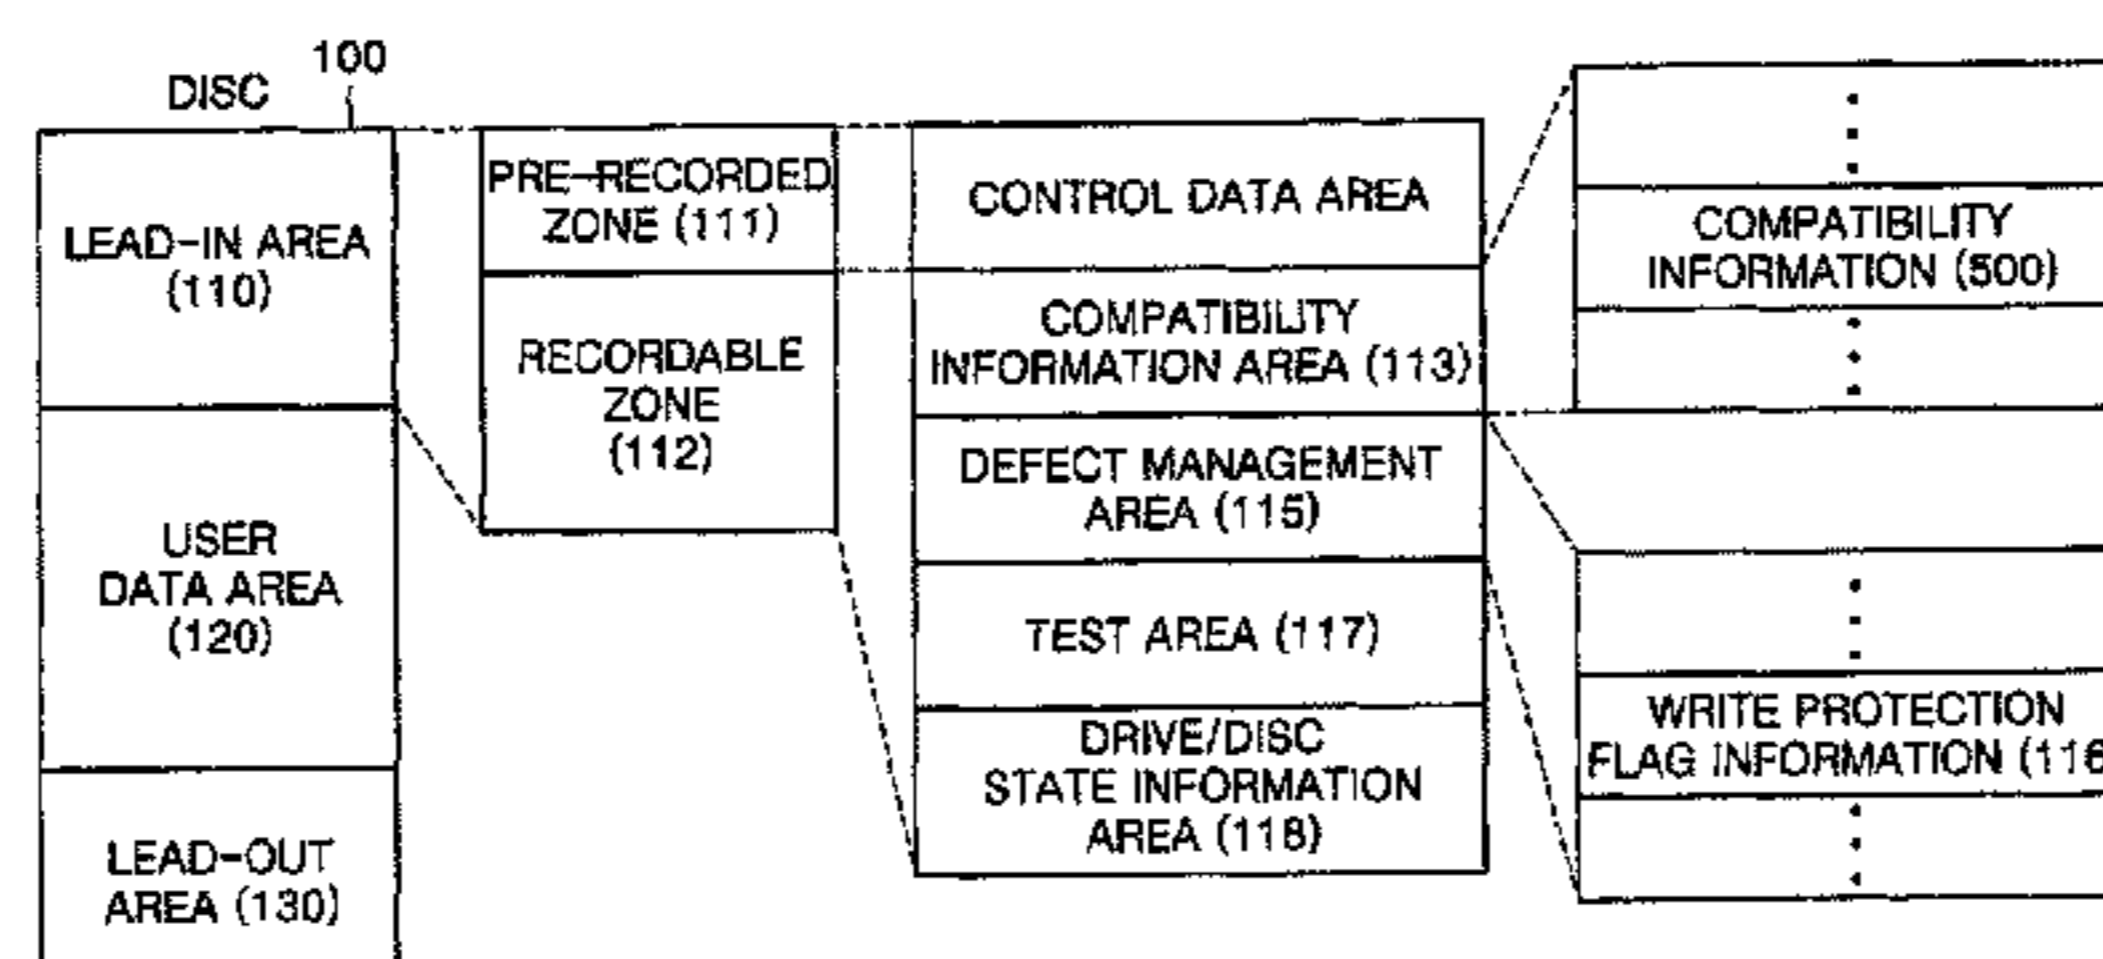 100
DISC
LEAD-IN AREA
(110)
USER
DATA AREA
(120)
LEAD-OUT
AREA (130)
PRE-RECORDED
ZONE (111)
RECORDABLE
ZONE
(112)
CONTROL DATA AREA
COMPATIBILITY
INFORMATION AREA (113)
DEFECT MANAGEMENT
AREA (115)
TEST AREA (117)
DRIVE/DISC
STATE INFORMATION
AREA (118)
COMPATIBILITY
INFORMATION (500)
WRITE PROTECTION
FLAG INFORMATION (116